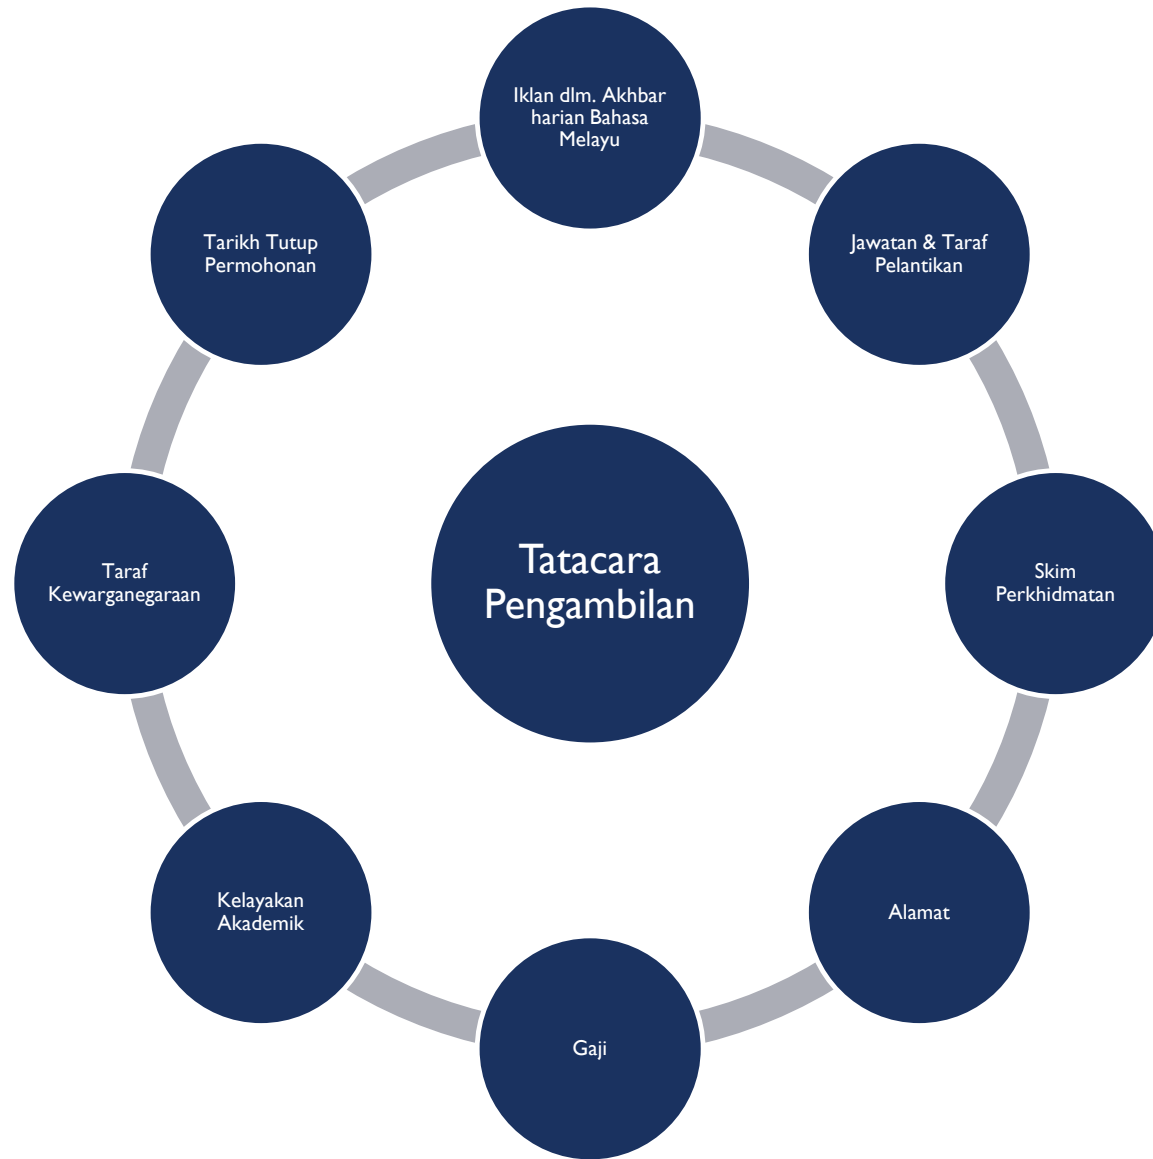 Iklan dlm. Akhbar
harian Bahasa
Melayu
Jawatan & Taraf
Pelantikan
Skim
Perkhidmatan
Alamat
Gaji
Kelayakan
Akademik
Taraf
Kewarganegaraan
Tarikh Tutup
Permohonan
Tatacara
Pengambilan